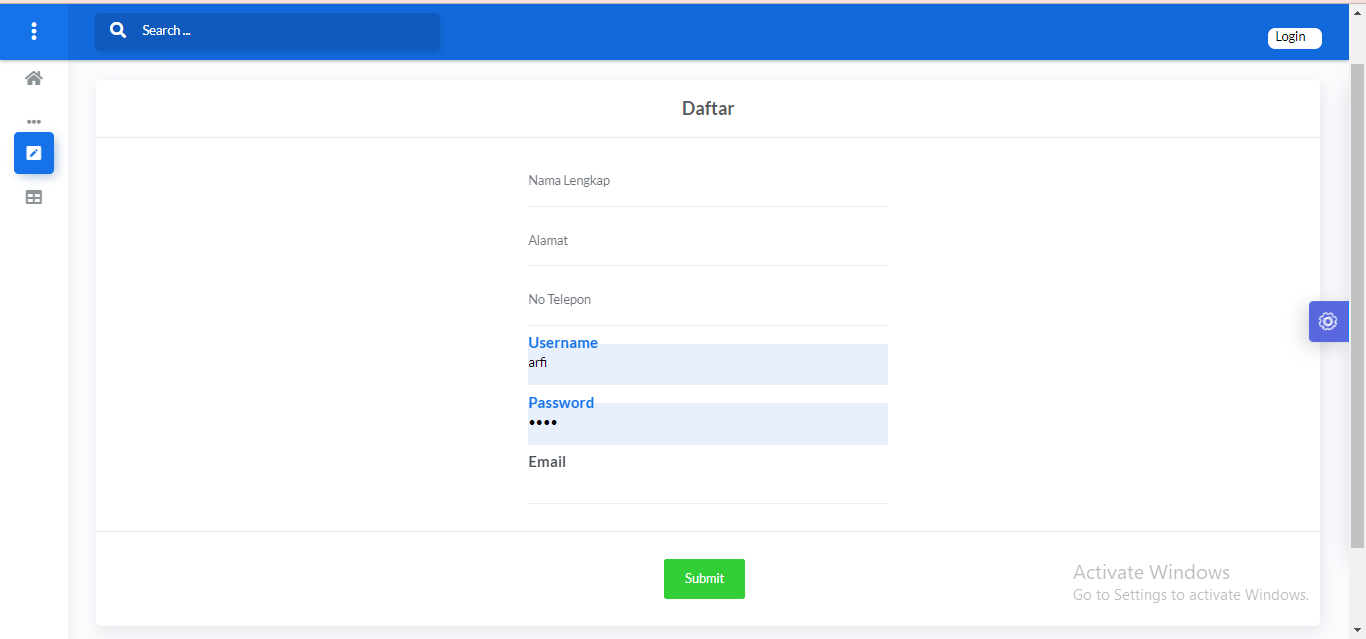 Search ...
Login
Daftar
Nama Lengkap
Alamat
No Telepon
Username
arfi
Password
••••
Email
Submit
Activate Windows
Go to Settings to activate Windows.